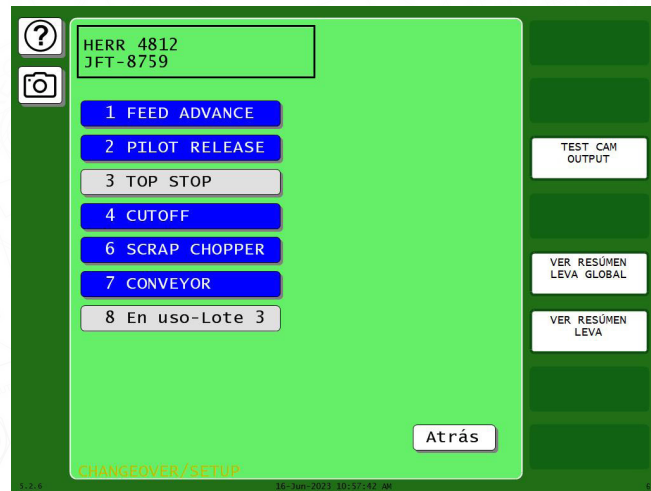 ?
HERR 4812
JFT-8759
1 FEED ADVANCE
2 PILOT RELEASE
3 TOP STOP
4 CUTOFF
6 SCRAP CHOPPER
7 CONVEYOR
8 En uso-Lote 3
TEST CAM
OUTPUT
VER RESÚMEN
LEVA GLOBAL
VER RESÚMEN
LEVA
Atrás
CHANGEOVER/SETUP
5.2.6
16-Jun-2023 10:57:42 AM